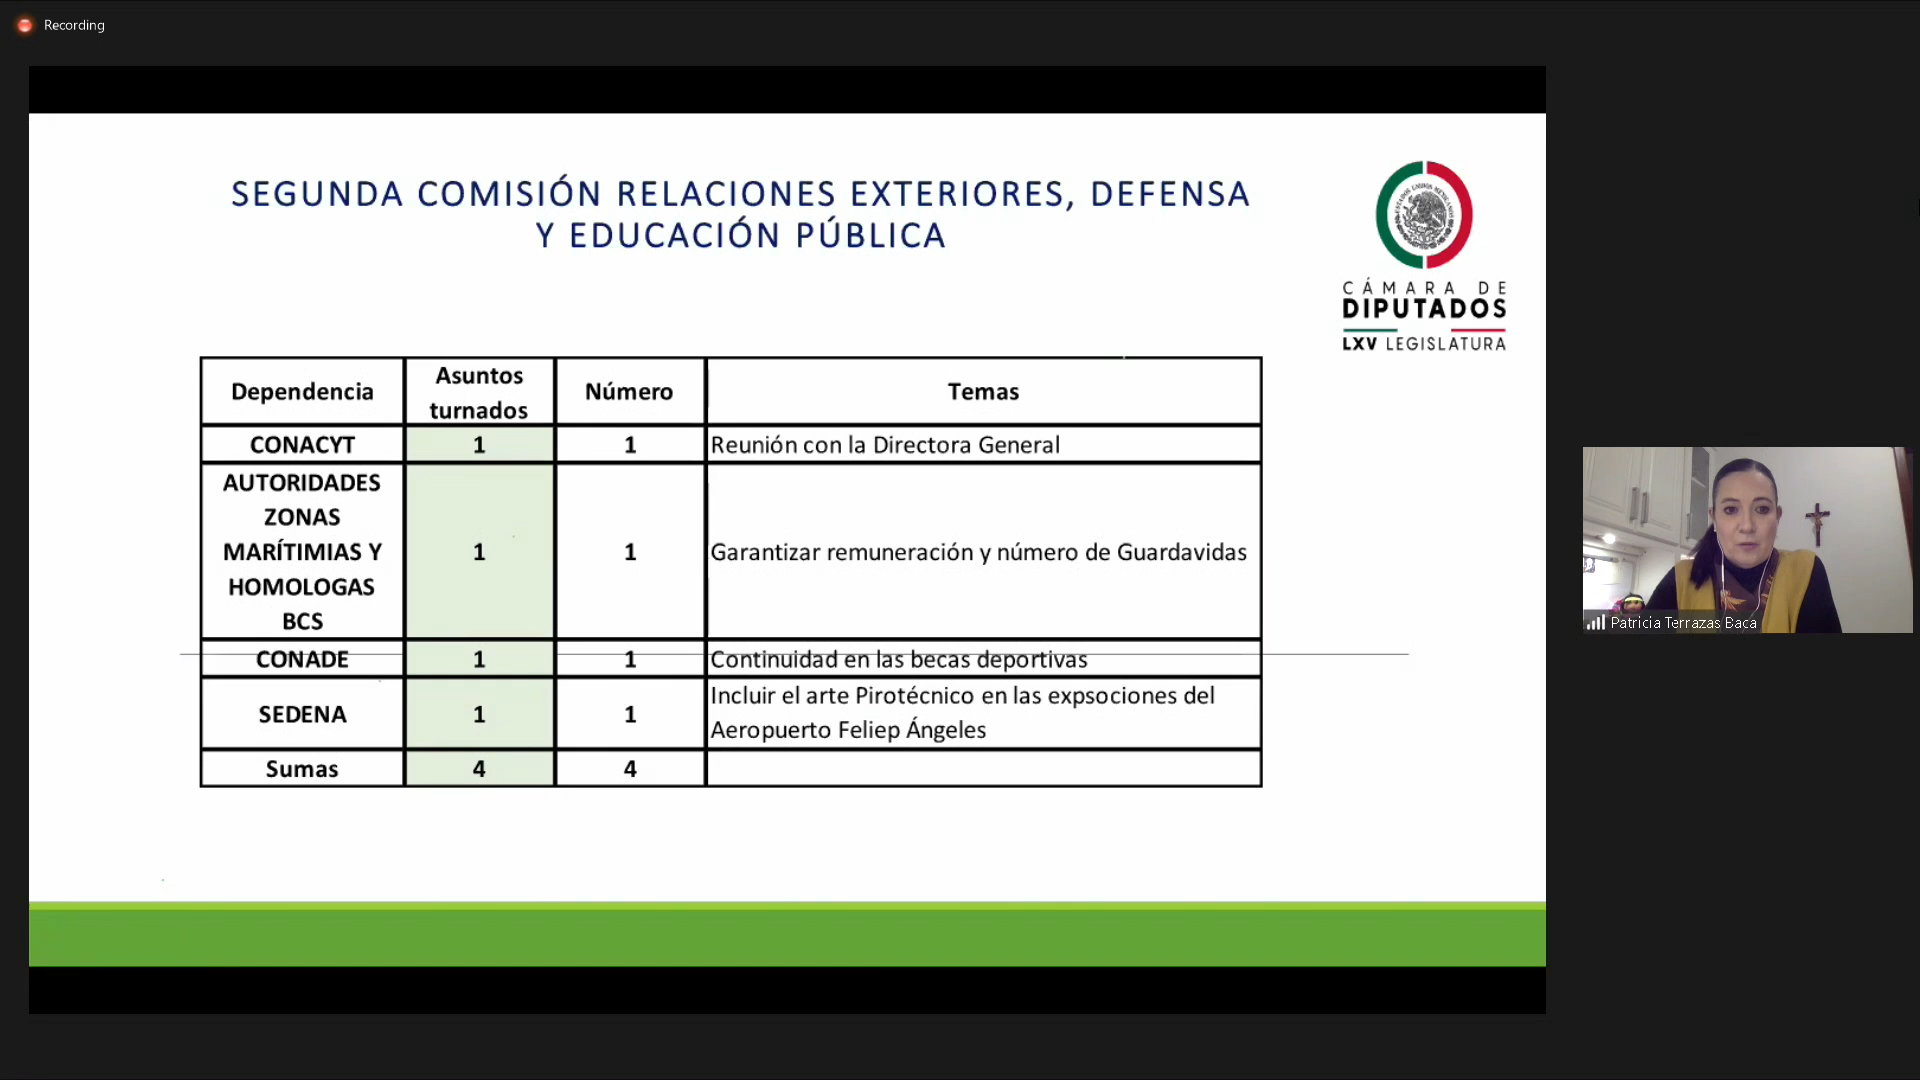 Recording
SEGUNDA COMISIÓN RELACIONES EXTERIORES, DEFENSA
Y EDUCACIÓN PÚBLICA
ESTADOS UNIDOS MEXICANOS
CÁMARA DE
DIPUTADOS
LXV LEGISLATURA
Dependencia Asuntos turnados Número Temas
CONACYT 1 1 Reunión con la Directora General
AUTORIDADES
ZONAS
MARÍTIMIAS Y
HOMOLOGAS
BCS
1 1 Garantizar remuneración y número de Guardavidas
CONADE 1 1 Continuidad en las becas deportivas
SEDENA 1 1 Incluir el arte Pirotécnico en las expsociones del
Aeropuerto Feliep Ángeles
Sumas 4 4
Patricia Terrazas Baca